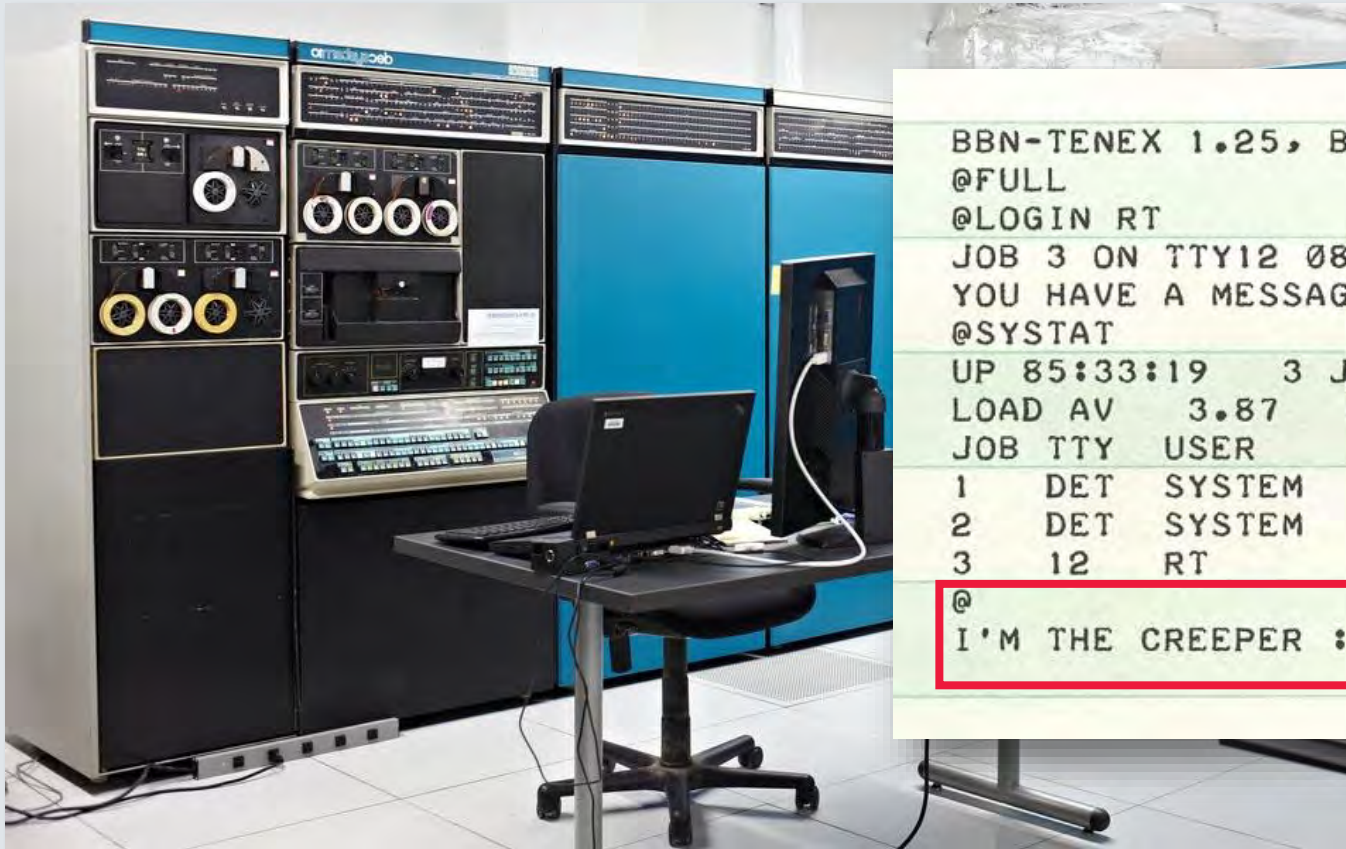 decsystem10
BBN-TENEX 1.25, B
@FULL
@LOGIN RT
JOB 3 ON TTY12 08
YOU HAVE A MESSAG
@SYSTAT
UP 85:33:19 3 J
LOAD AV 3.87
JOB TTY USER
1 DET SYSTEM
2 DET SYSTEM
3 12 RT
@
I'M THE CREEPER :